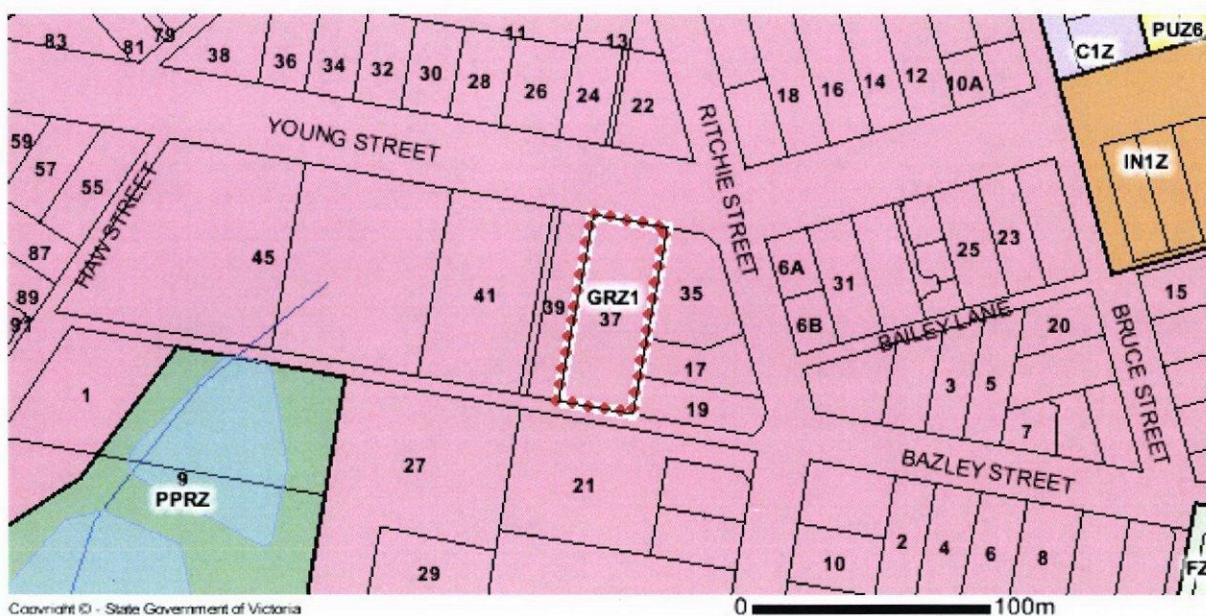 83
81
79
38
36
34
32
30
28
11
26
13
24
22
18
16
14
12
10A
C1Z
PUZ6
IN1Z
YOUNG STREET
RITCHIE STREET
59
57
55
87
89
91
HAW STREET
45
41
39
GRZ1
37
35
17
19
6A
6B
31
25
23
BAILEY LANE
20
15
BRUCE STREET
3
5
7
1
9
PPRZ
27
21
29
BAZLEY STREET
10
2
4
6
8
FZ
Copyright © - State Government of Victoria
0 100m